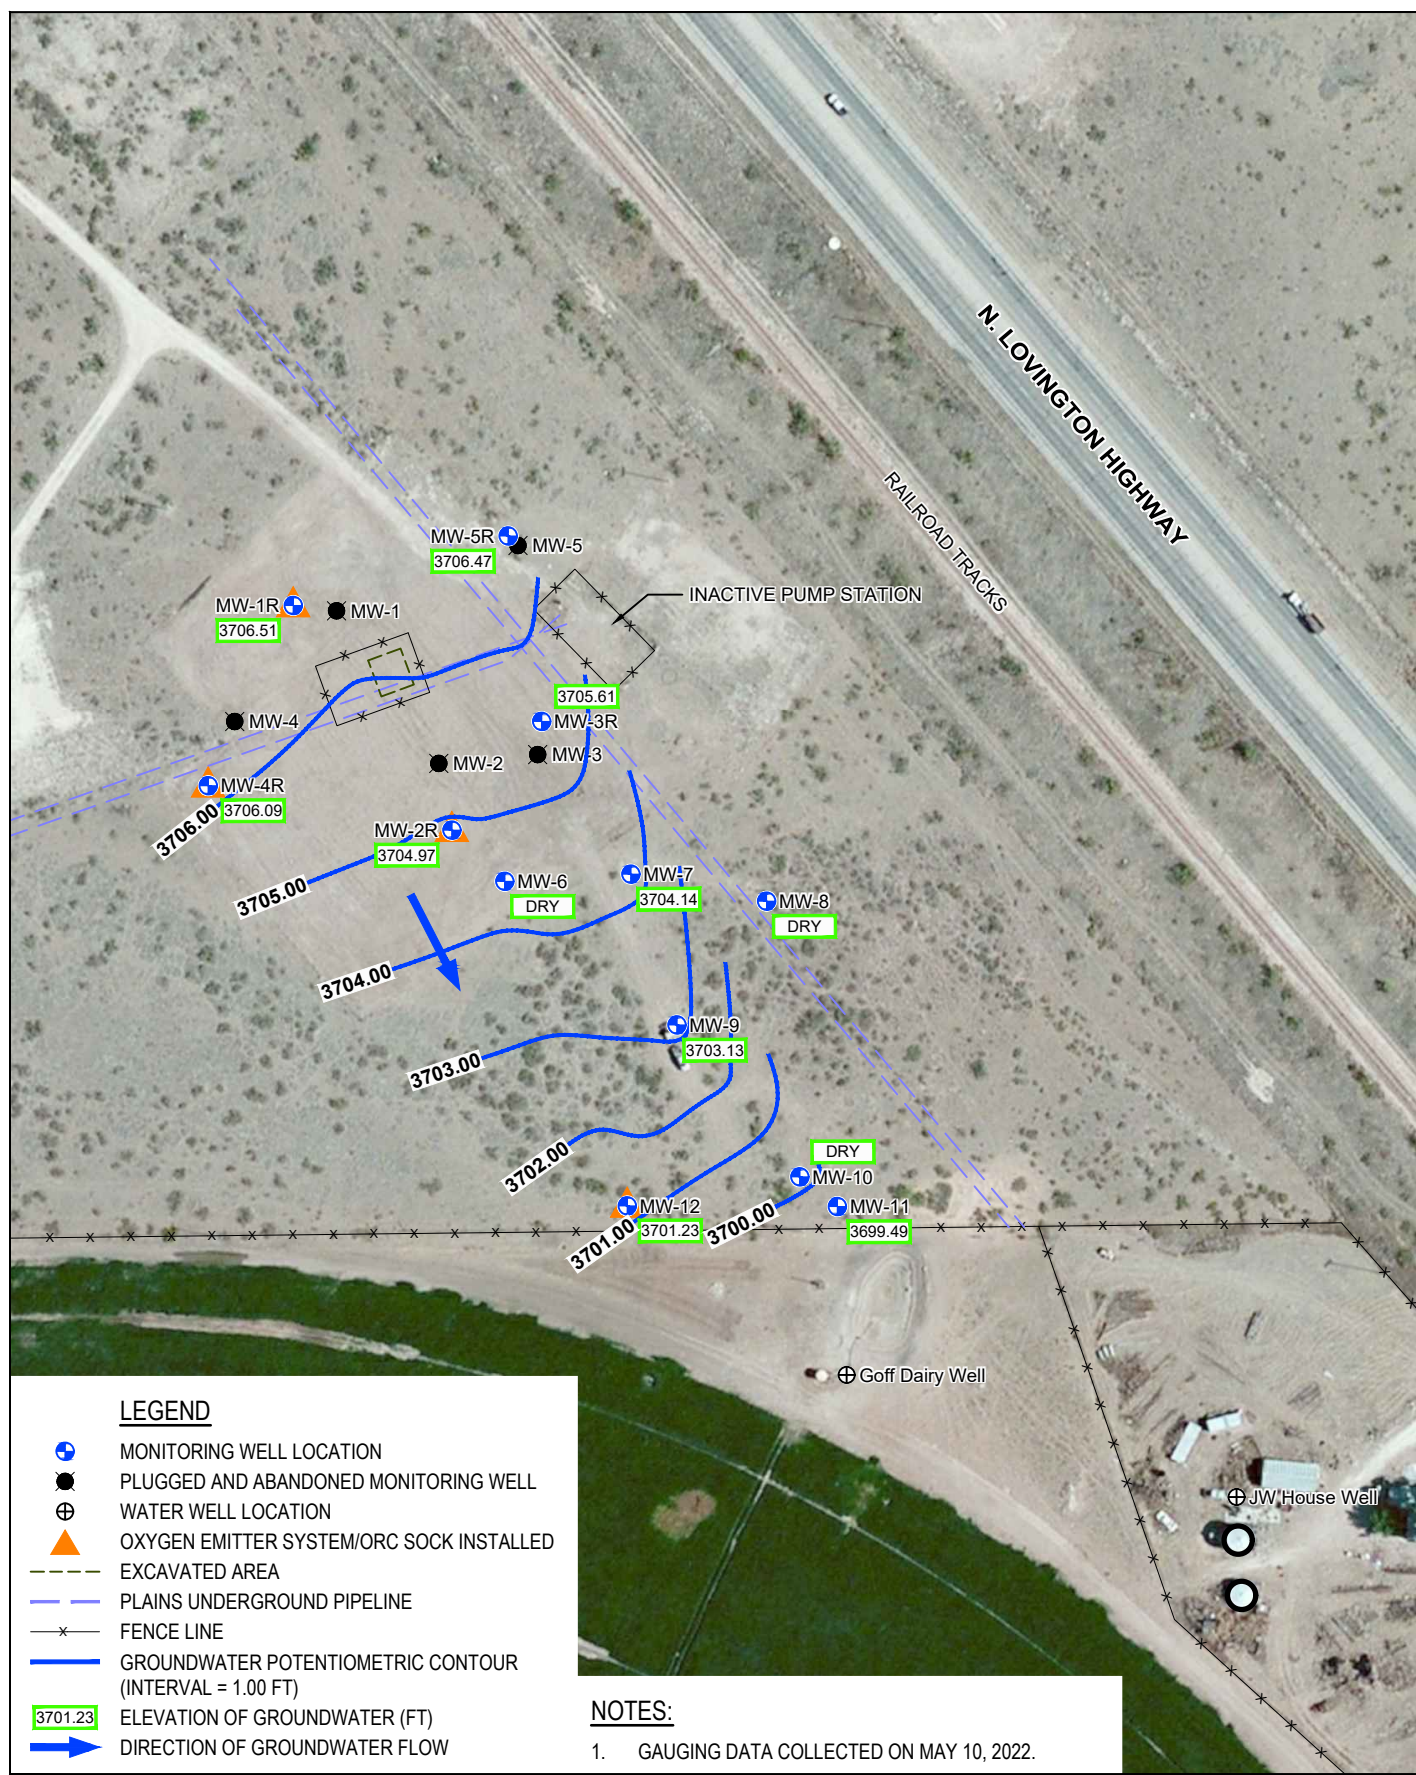 N. LOVINGTON HIGHWAY
RAILROAD TRACKS
MW-5R
3706.47
MW-5
INACTIVE PUMP STATION
MW-1R
3706.51
MW-1
3705.61
MW-3R
MW-4
MW-3
MW-2
MW-4R
3706.09
3706.00
MW-2R
3704.97
3705.00
MW-6
DRY
MW-7
3704.14
MW-8
DRY
3704.00
MW-9
3703.13
3703.00
3702.00
DRY
MW-10
MW-12
3701.23
3701.00
3700.00
MW-11
3699.49
Goff Dairy Well
JW House Well
LEGEND
MONITORING WELL LOCATION
PLUGGED AND ABANDONED MONITORING WELL
WATER WELL LOCATION
OXYGEN EMITTER SYSTEM/ORC SOCK INSTALLED
EXCAVATED AREA
PLAINS UNDERGROUND PIPELINE
FENCE LINE
GROUNDWATER POTENTIOMETRIC CONTOUR
(INTERVAL = 1.00 FT)
3701.23 ELEVATION OF GROUNDWATER (FT)
DIRECTION OF GROUNDWATER FLOW
NOTES:
1. GAUGING DATA COLLECTED ON MAY 10, 2022.